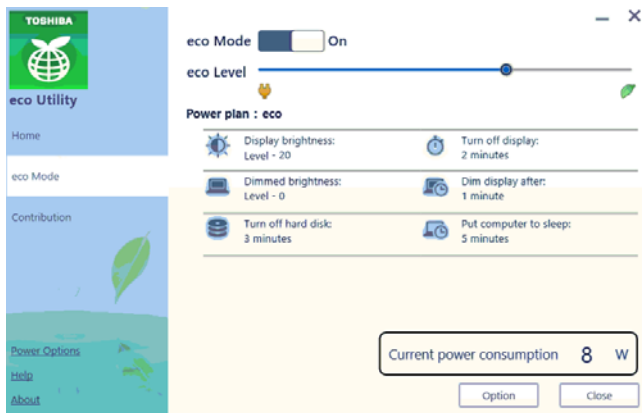 TOSHIBA
eco Utility
Home
eco Mode
Contribution
Power Options
Help
About
eco Mode On
eco Level
Power plan : eco
Display brightness:
Level - 20
Turn off display:
2 minutes
Dimmed brightness:
Level - 0
Dim display after:
1 minute
Turn off hard disk:
3 minutes
Put computer to sleep:
5 minutes
Current power consumption 8 W
Option
Close